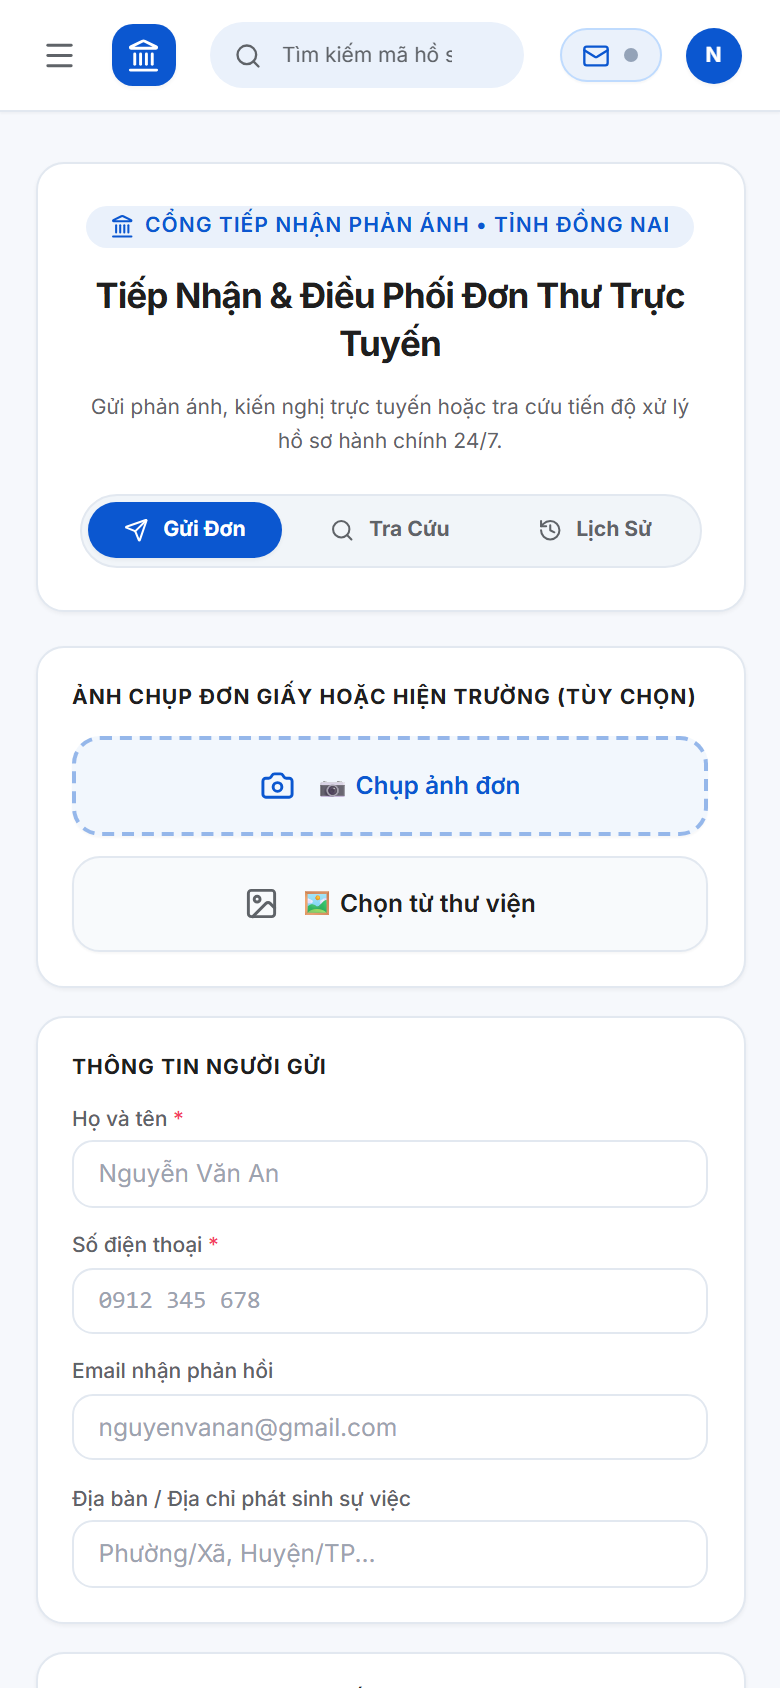 Tìm kiếm mã hồ s
N
CỔNG TIẾP NHẬN PHẢN ÁNH • TỈNH ĐỒNG NAI
Tiếp Nhận & Điều Phối Đơn Thư Trực
Tuyến
Gửi phản ánh, kiến nghị trực tuyến hoặc tra cứu tiến độ xử lý
hồ sơ hành chính 24/7.
Gửi Đơn
Tra Cứu
Lịch Sử
ẢNH CHỤP ĐƠN GIẤY HOẶC HIỆN TRƯỜNG (TÙY CHỌN)
📷 Chụp ảnh đơn
🖼️ Chọn từ thư viện
THÔNG TIN NGƯỜI GỬI
Họ và tên *
Nguyễn Văn An
Số điện thoại *
0912 345 678
Email nhận phản hồi
nguyenvanan@gmail.com
Địa bàn / Địa chỉ phát sinh sự việc
Phường/Xã, Huyện/TP...